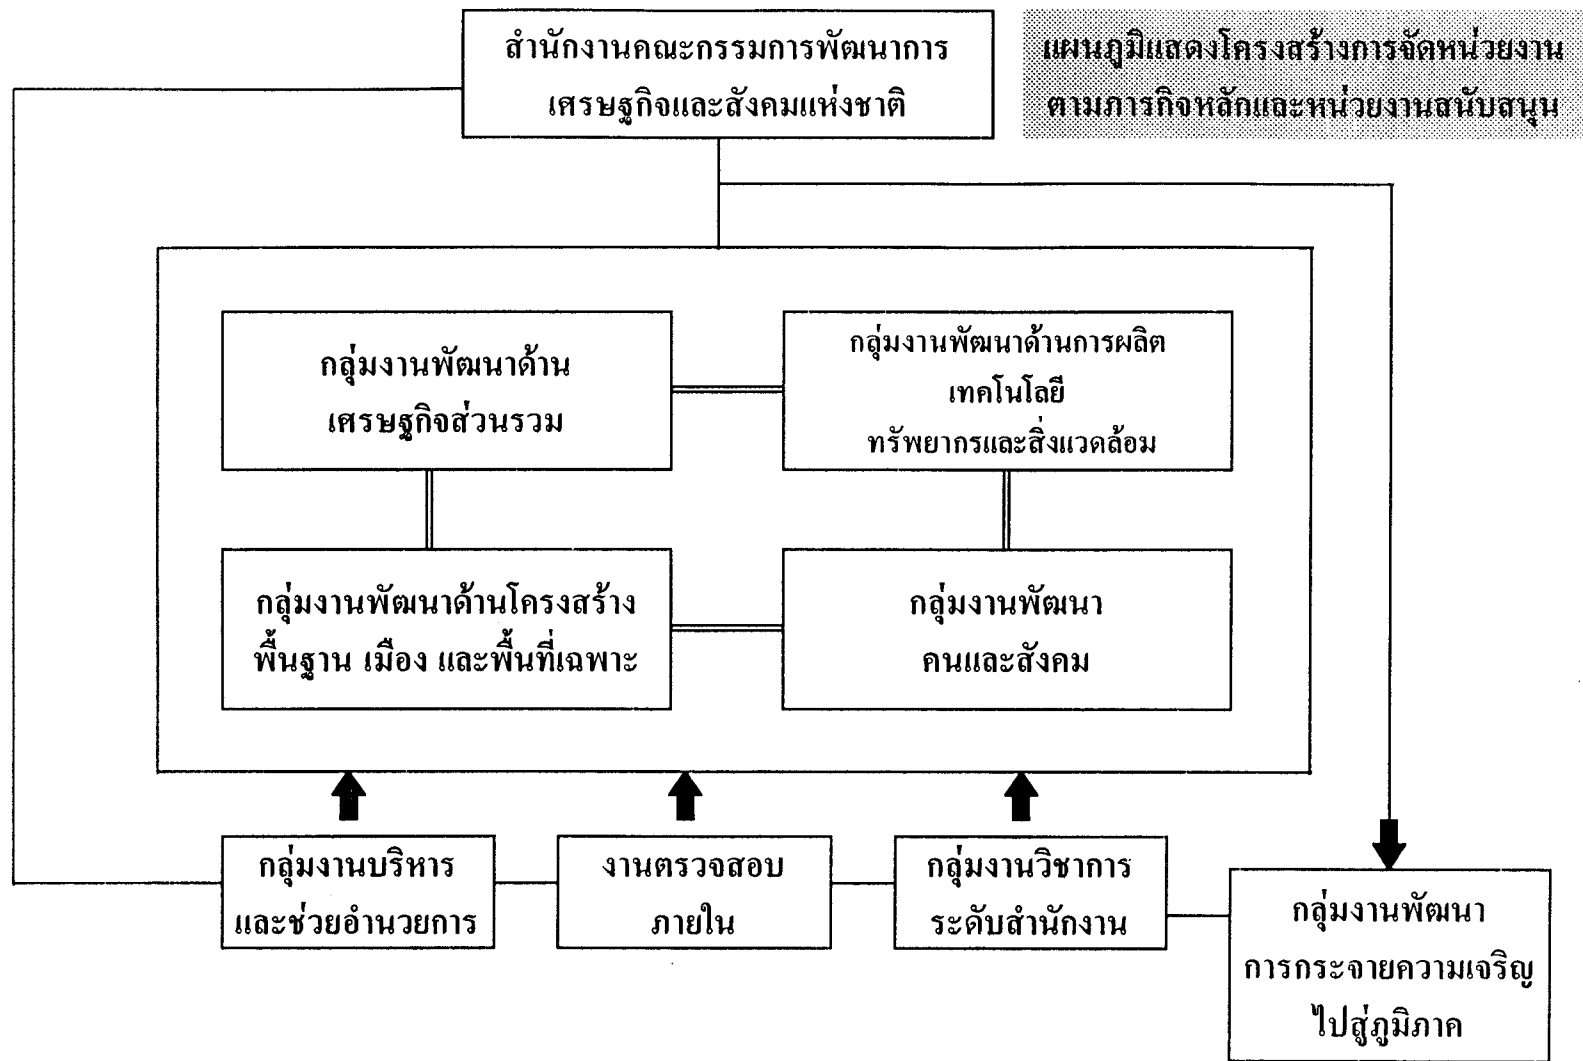 สำนักงานคณะกรรมการพัฒนาการ
เศรษฐกิจและสังคมแห่งชาติ
แผนภูมิแสดงโครงสร้างการจัดหน่วยงาน
ตามภารกิจหลักและหน่วยงานสนับสนุน
กลุ่มงานพัฒนาด้าน
เศรษฐกิจส่วนรวม
กลุ่มงานพัฒนาด้านการผลิต
เทคโนโลยี
ทรัพยากรและสิ่งแวดล้อม
กลุ่มงานพัฒนาด้านโครงสร้าง
พื้นฐาน เมือง และพื้นที่เฉพาะ
กลุ่มงานพัฒนา
คนและสังคม
กลุ่มงานบริหาร
และช่วยอำนวยการ
งานตรวจสอบ
ภายใน
กลุ่มงานวิชาการ
ระดับสำนักงาน
กลุ่มงานพัฒนา
การกระจายความเจริญ
ไปสู่ภูมิภาค